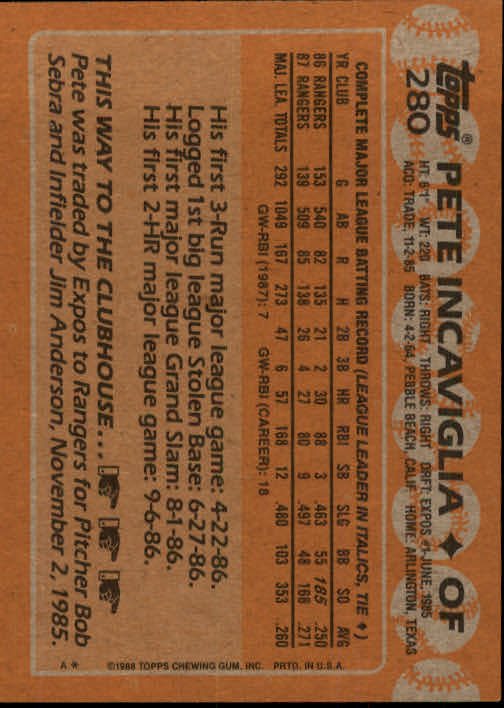 topps® PETE INCAVIGLIA ♦ OF
280 HT: 6'1" WT: 220 BATS: RIGHT THROWS: RIGHT DRAFT: EXPOS #1-JUNE, 1985
ACQ: TRADE, 11-2-85 BORN: 4-2-64, PEBBLE BEACH, CALIF. HOME: ARLINGTON, TEXAS
COMPLETE MAJOR LEAGUE BATTING RECORD (LEAGUE LEADER IN ITALICS, TIE ♦)
YR CLUB G AB R H 2B 3B HR RBI SB SLG BB SO AVG
86 RANGERS 153 540 82 135 21 2 30 88 3 .463 55 185 .250
87 RANGERS 139 509 85 138 26 4 27 80 9 .497 48 168 .271
MAJ. LEA. TOTALS 292 1049 167 273 47 6 57 168 12 .480 103 353 .260
GW-RBI (1987): 7 GW-RBI (CAREER): 18
His first 3-Run major league game: 4-22-86.
Logged 1st big league Stolen Base: 6-27-86.
His first major league Grand Slam: 8-1-86.
His first 2-HR major league game: 9-6-86.
THIS WAY TO THE CLUBHOUSE...
Pete was traded by Expos to Rangers for Pitcher Bob
Sebra and Infielder Jim Anderson, November 2, 1985.
A* ©1988 TOPPS CHEWING GUM, INC. PRTD. IN U.S.A.